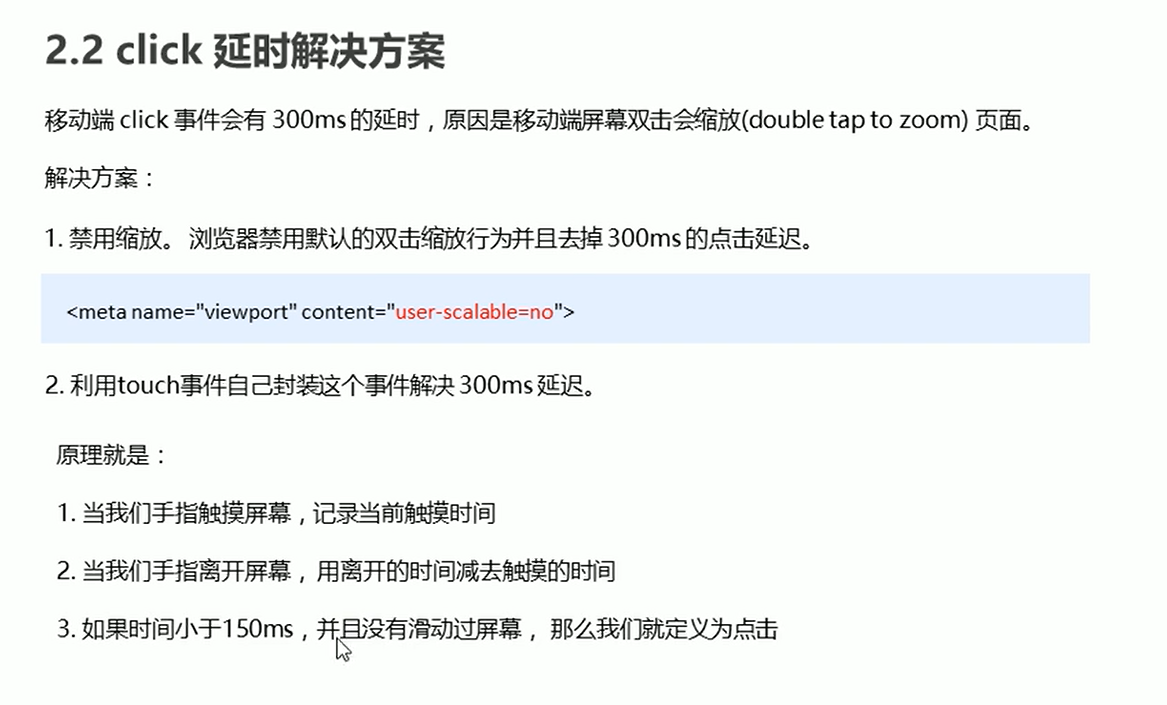 2.2 click 延时解决方案
移动端 click 事件会有 300ms 的延时，原因是移动端屏幕双击会缩放(double tap to zoom) 页面。
解决方案：
1. 禁用缩放。 浏览器禁用默认的双击缩放行为并且去掉 300ms 的点击延迟。
<meta name="viewport" content="user-scalable=no">
2. 利用touch事件自己封装这个事件解决 300ms 延迟。
原理就是：
1. 当我们手指触摸屏幕，记录当前触摸时间
2. 当我们手指离开屏幕，用离开的时间减去触摸的时间
3. 如果时间小于150ms，并且没有滑动过屏幕，那么我们就定义为点击